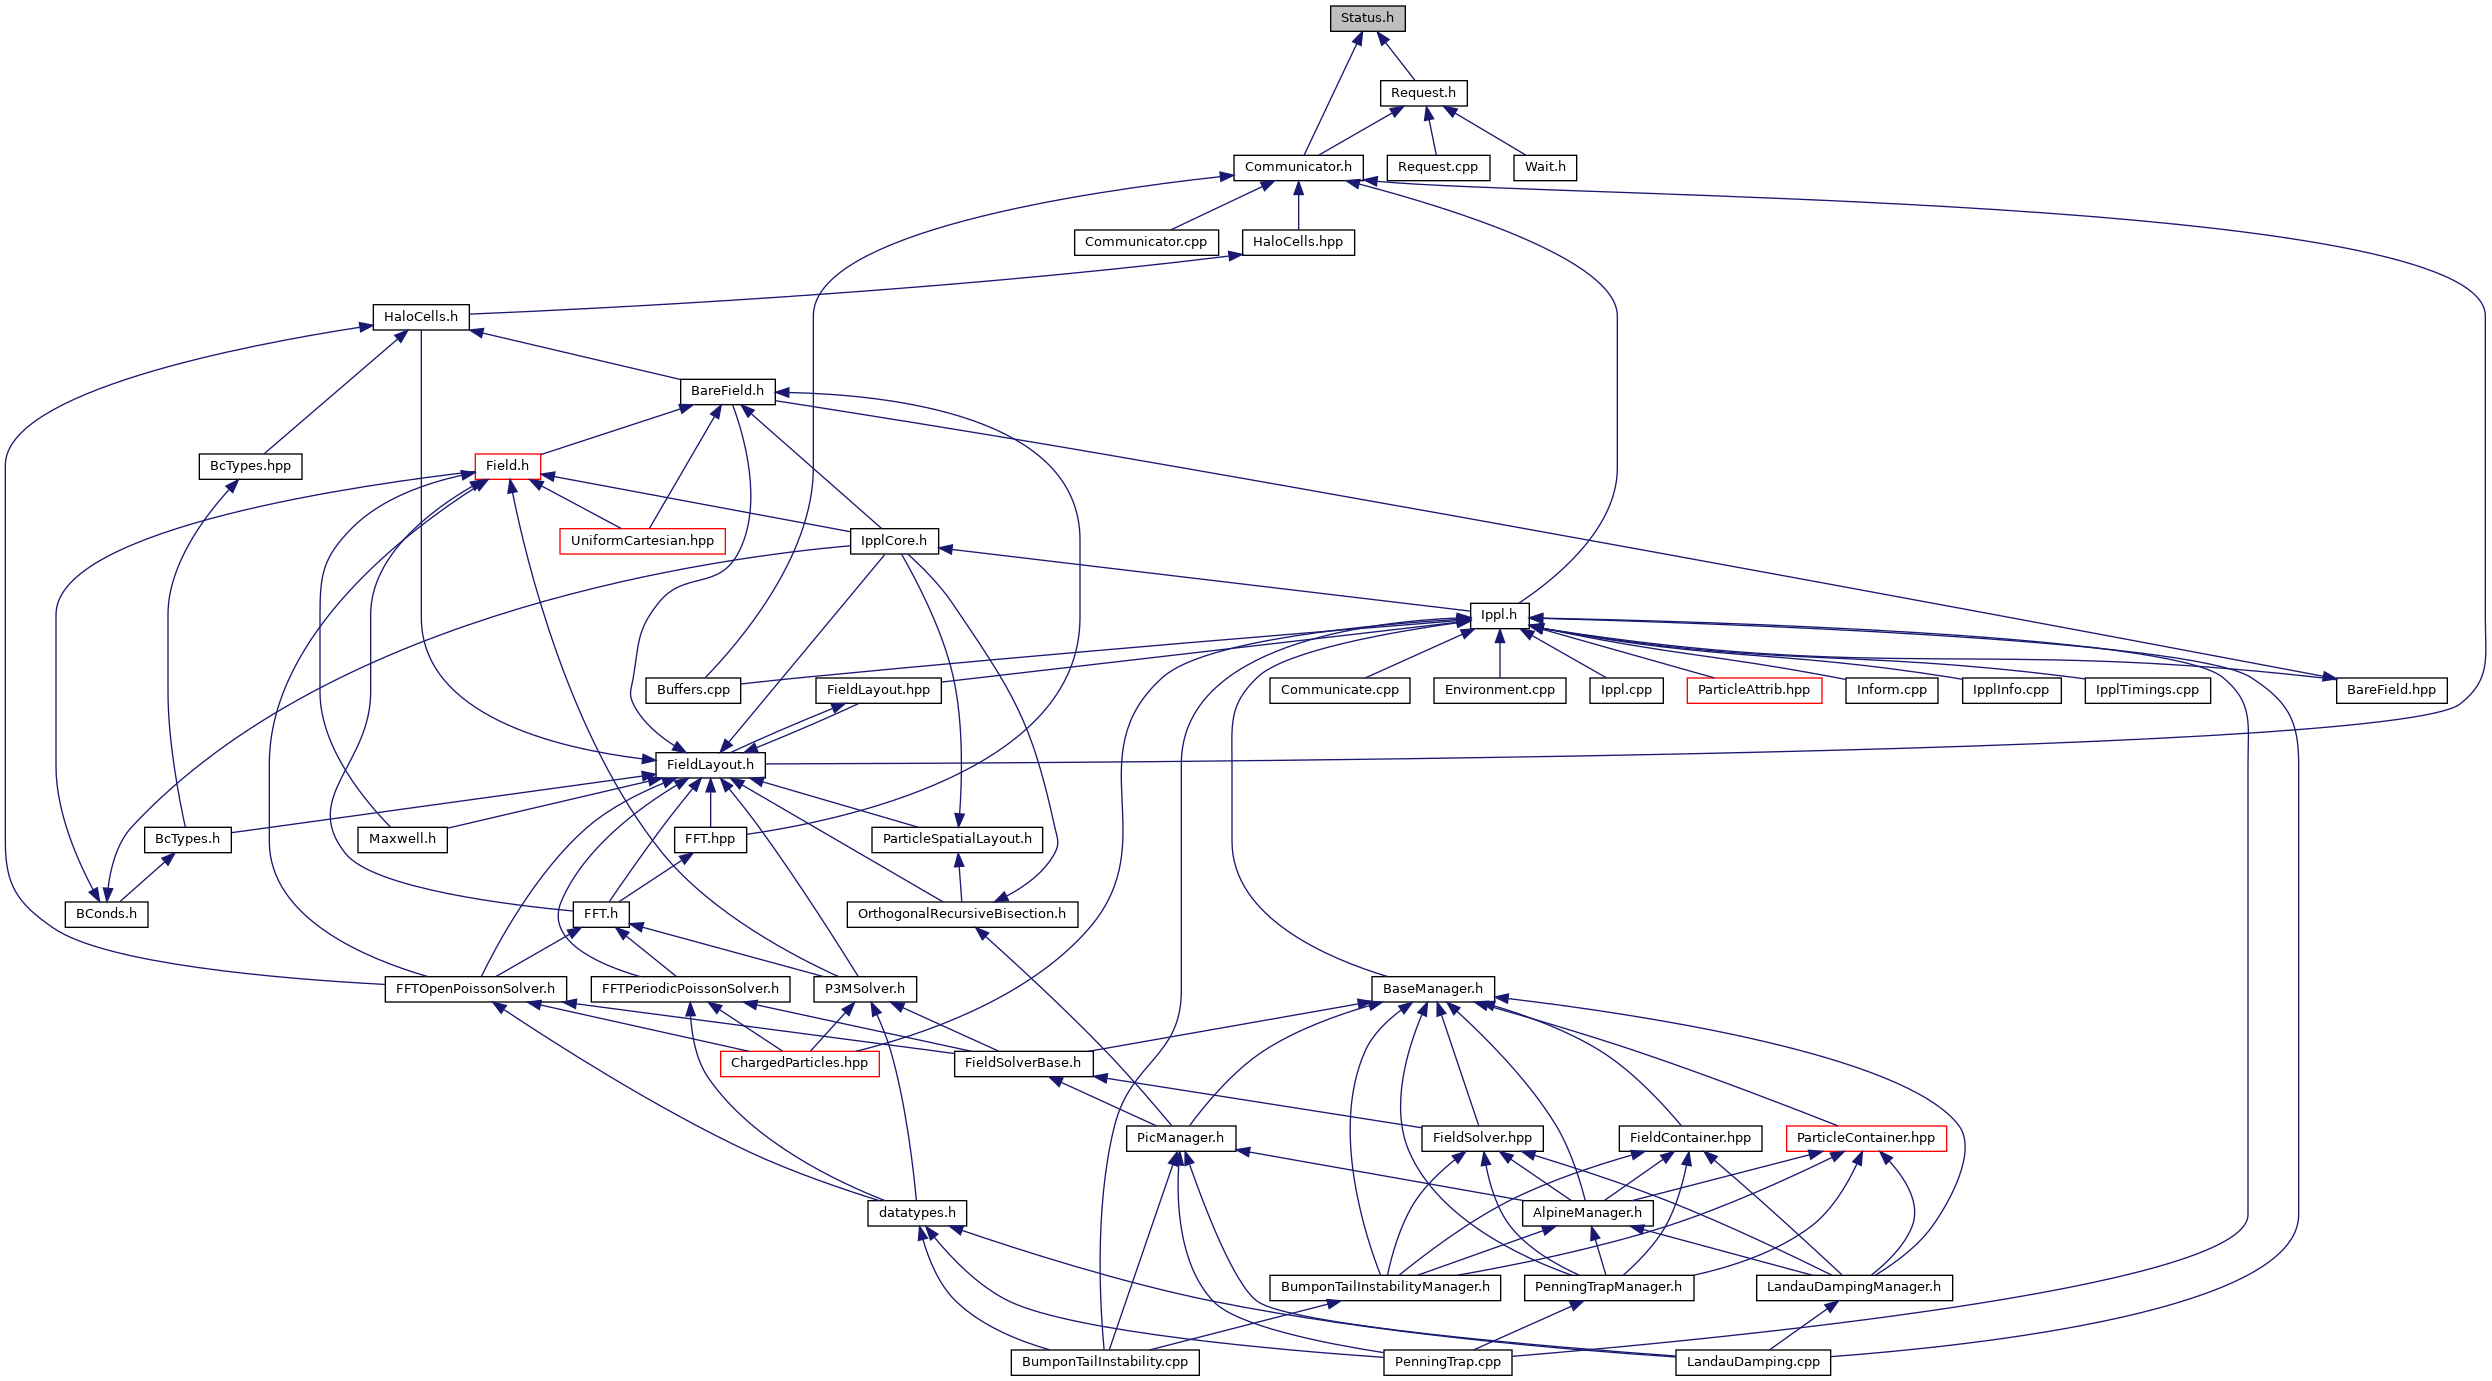 Status.h
Request.h
Communicator.h
Request.cpp
Wait.h
Communicator.cpp
HaloCells.hpp
HaloCells.h
BareField.h
BcTypes.hpp
Field.h
UniformCartesian.hpp
IpplCore.h
Ippl.h
Buffers.cpp
FieldLayout.hpp
Communicate.cpp
Environment.cpp
Ippl.cpp
ParticleAttrib.hpp
Inform.cpp
IpplInfo.cpp
IpplTimings.cpp
BareField.hpp
FieldLayout.h
BcTypes.h
Maxwell.h
FFT.hpp
ParticleSpatialLayout.h
BConds.h
FFT.h
OrthogonalRecursiveBisection.h
FFTOpenPoissonSolver.h
FFTPeriodicPoissonSolver.h
P3MSolver.h
BaseManager.h
ChargedParticles.hpp
FieldSolverBase.h
PicManager.h
FieldSolver.hpp
FieldContainer.hpp
ParticleContainer.hpp
datatypes.h
AlpineManager.h
BumponTailInstabilityManager.h
PenningTrapManager.h
LandauDampingManager.h
BumponTailInstability.cpp
PenningTrap.cpp
LandauDamping.cpp